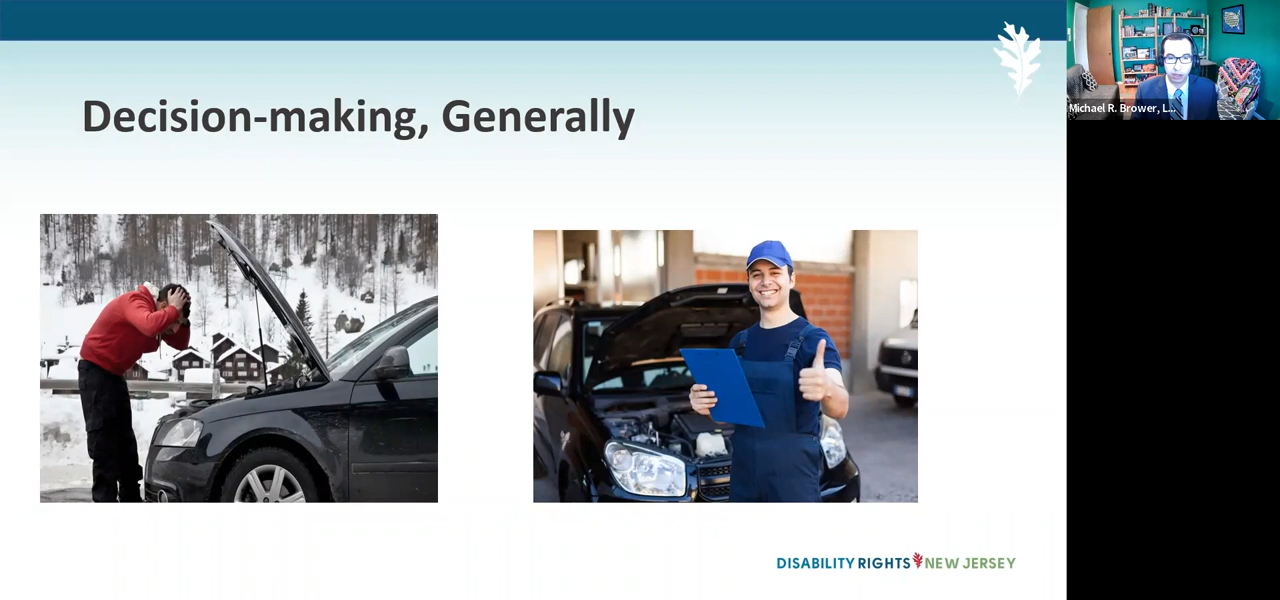 Decision-making, Generally
Michael R. Brower, L...
DISABILITY RIGHTS NEW JERSEY